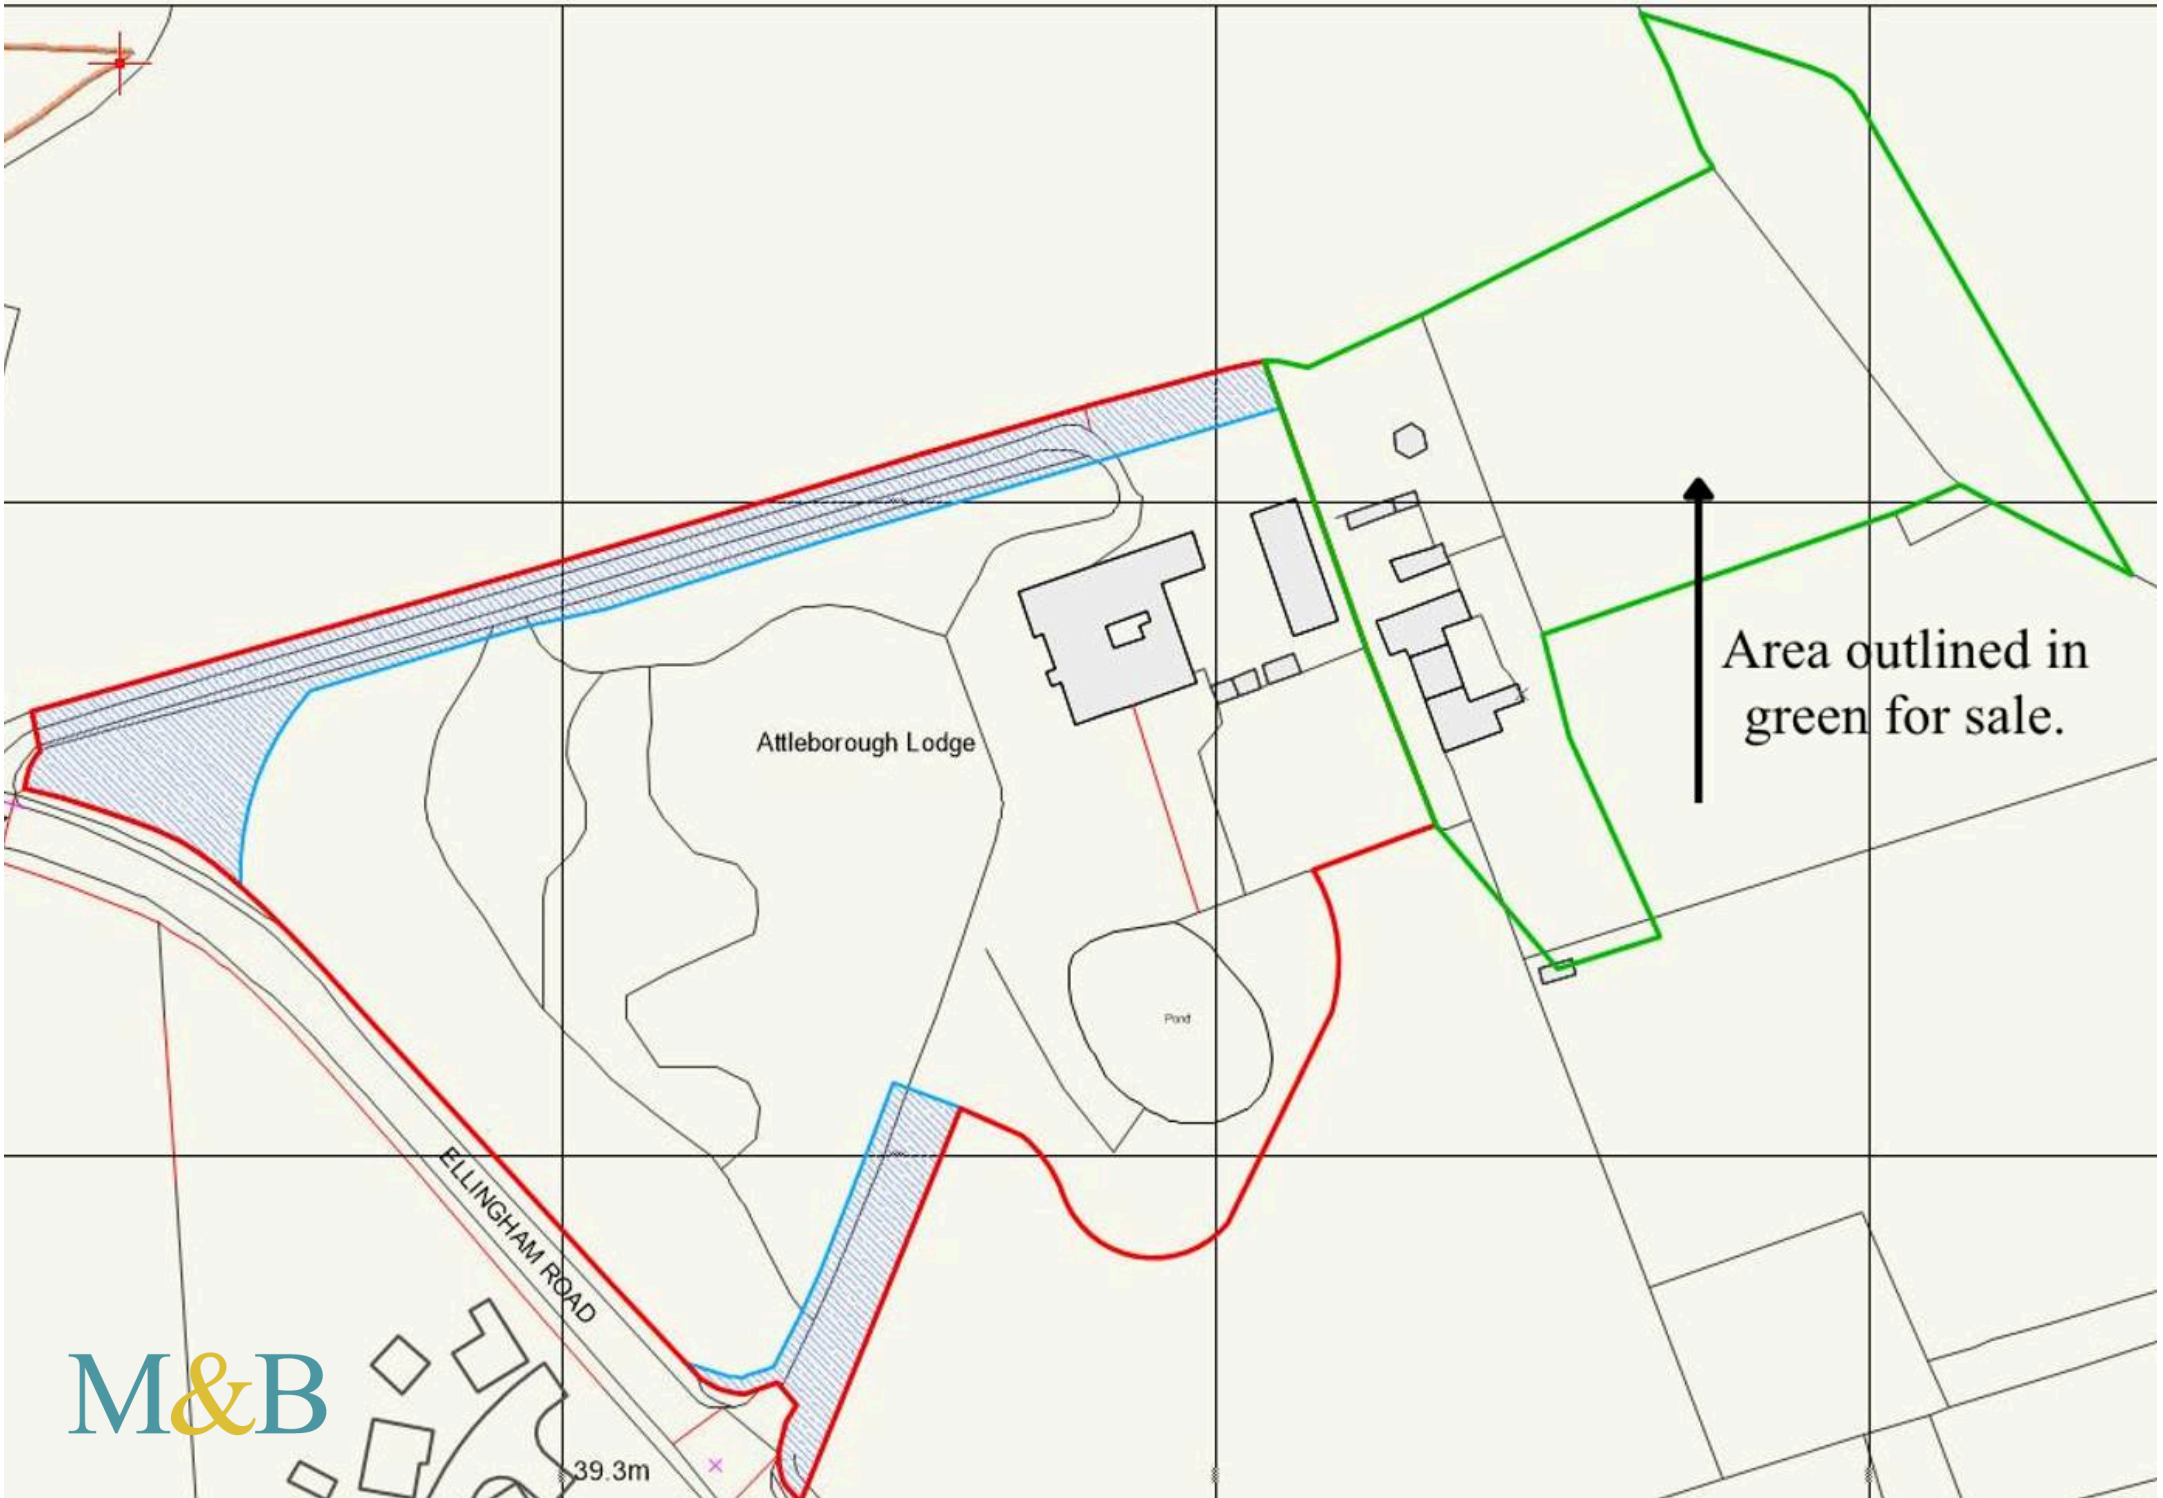 Area outlined in
green for sale.
Attleborough Lodge
Pond
ELLINGHAM ROAD
M&B
39.3m